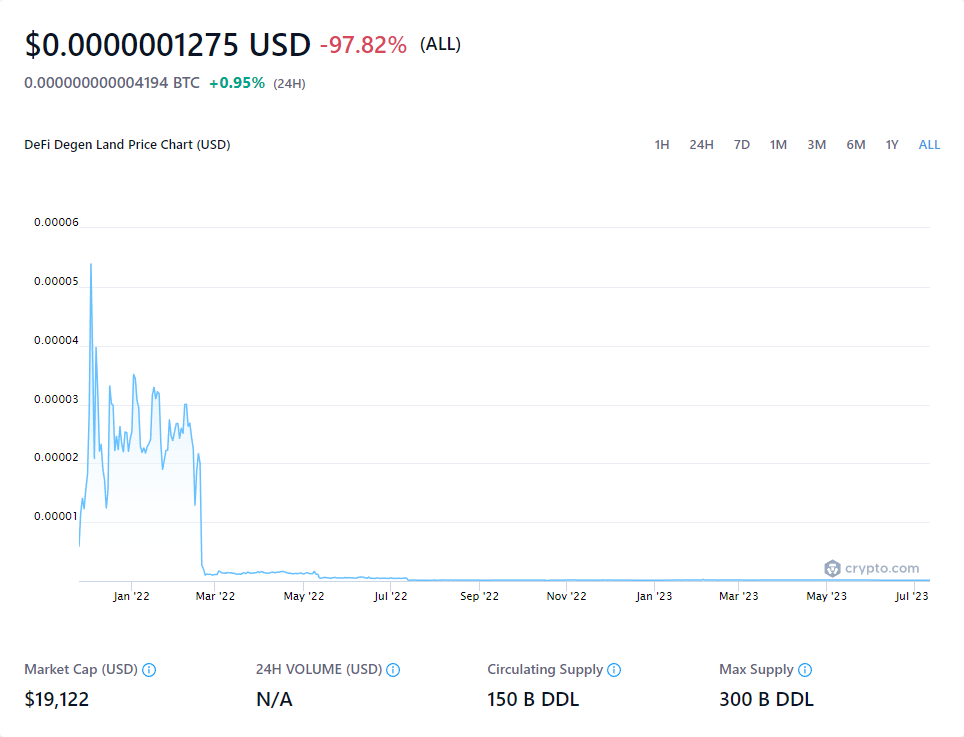 $0.0000001275 USD -97.82% (ALL)
0.000000000004194 BTC +0.95% (24H)
DeFi Degen Land Price Chart (USD) 1H 24H 7D 1M 3M 6M 1Y ALL
0.00006
0.00005
0.00004
0.00003
0.00002
0.00001
crypto.com
Jan '22 Mar '22 May '22 Jul '22 Sep '22 Nov '22 Jan '23 Mar '23 May '23 Jul '23
Market Cap (USD) 24H VOLUME (USD) Circulating Supply Max Supply
$19,122 N/A 150 B DDL 300 B DDL